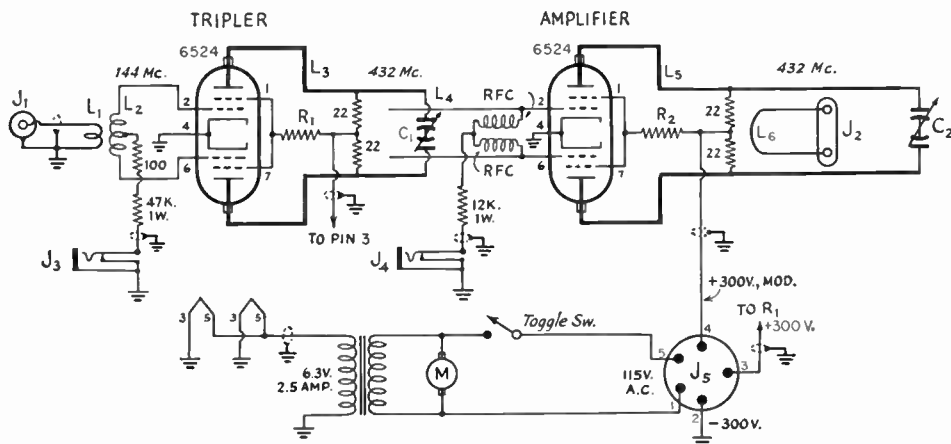 TRIPLER
AMPLIFIER
6524
6524
144 Mc.
L3
432 Mc.
L5
432 Mc.
J1
L1
L2
2
4
6
1
7
R1
22
22
C1
L4
RFC
RFC
2
4
6
1
7
R2
22
22
L6
J2
C2
100
47K.
1W.
J3
TO PIN 3
12K.
1W.
J4
+300V., MOD.
TO R1
+300 V.
3
5
3
5
6.3V.
2.5 AMP.
M
Toggle Sw.
115V.
A.C.
J5
4
5
3
1
2
-300V.